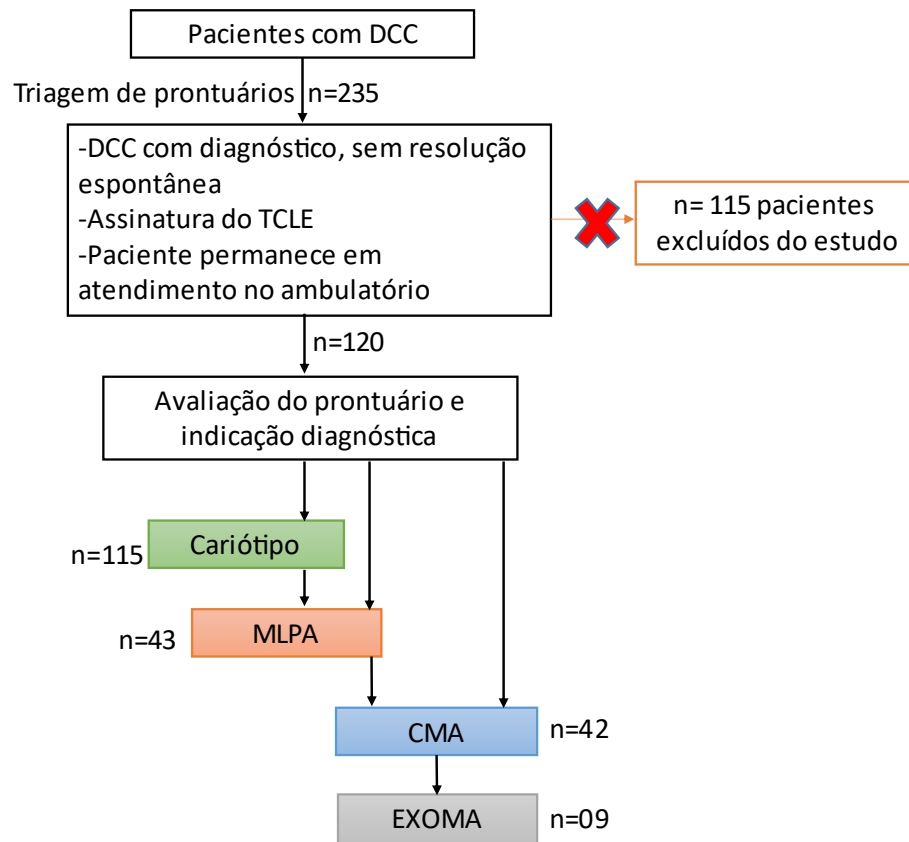 Pacientes com DCC
Triagem de prontuários n=235
-DCC com diagnóstico, sem resolução
espontânea
-Assinatura do TCLE
-Paciente permanece em
atendimento no ambulatório
n= 115 pacientes
excluídos do estudo
n=120
Avaliação do prontuário e
indicação diagnóstica
n=115
Cariótipo
n=43
MLPA
CMA
n=42
EXOMA
n=09